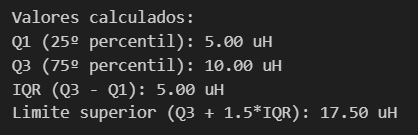 Valores calculados:
Q1 (25º percentil): 5.00 uH
Q3 (75º percentil): 10.00 uH
IQR (Q3 - Q1): 5.00 uH
Limite superior (Q3 + 1.5*IQR): 17.50 uH